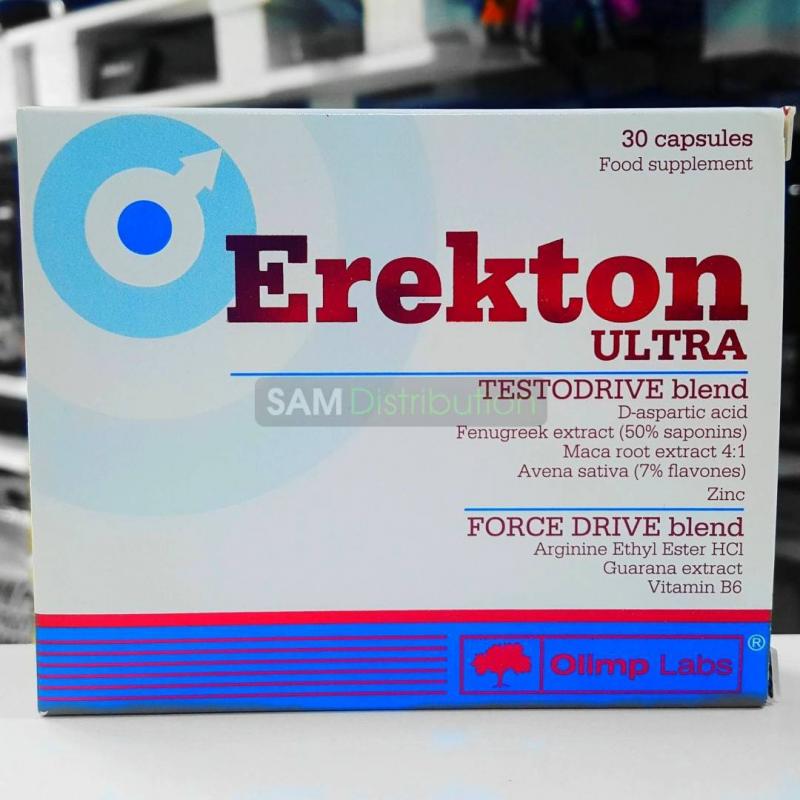 30 capsules
Food supplement
Erekton
ULTRA
TESTODRIVE blend
SAM Distribution
D-aspartic acid
Fenugreek extract (50% saponins)
Maca root extract 4:1
Avena sativa (7% flavones)
Zinc
FORCE DRIVE blend
Arginine Ethyl Ester HCl
Guarana extract
Vitamin B6
Olimp Labs ®